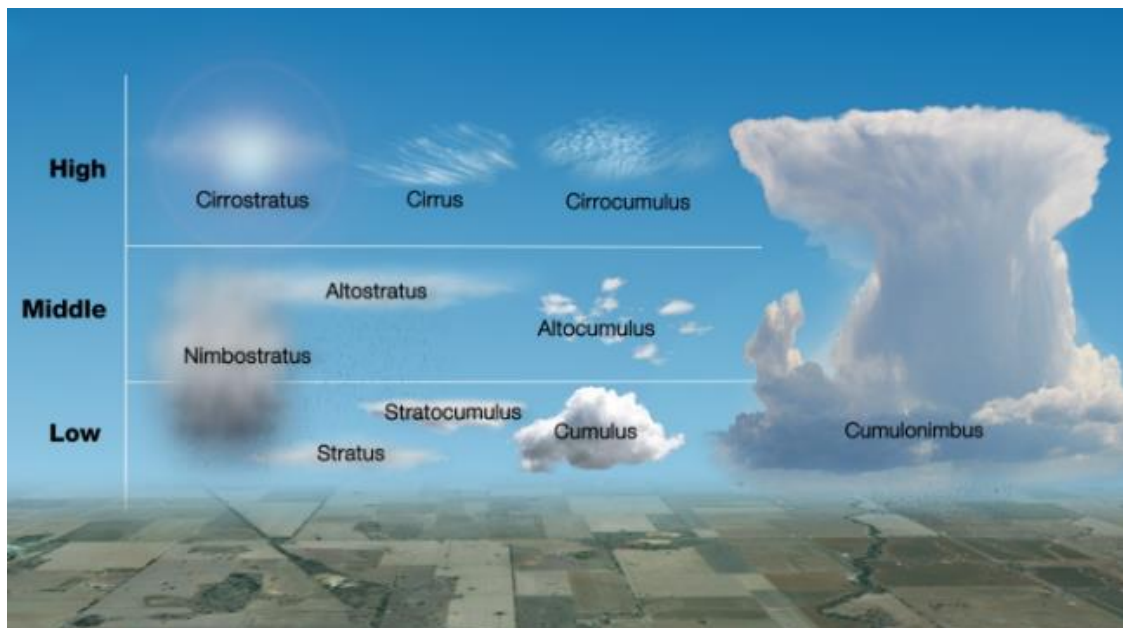 High
Cirrostratus
Cirrus
Cirrocumulus
Middle
Altostratus
Altocumulus
Nimbostratus
Low
Stratocumulus
Cumulus
Cumulonimbus
Stratus